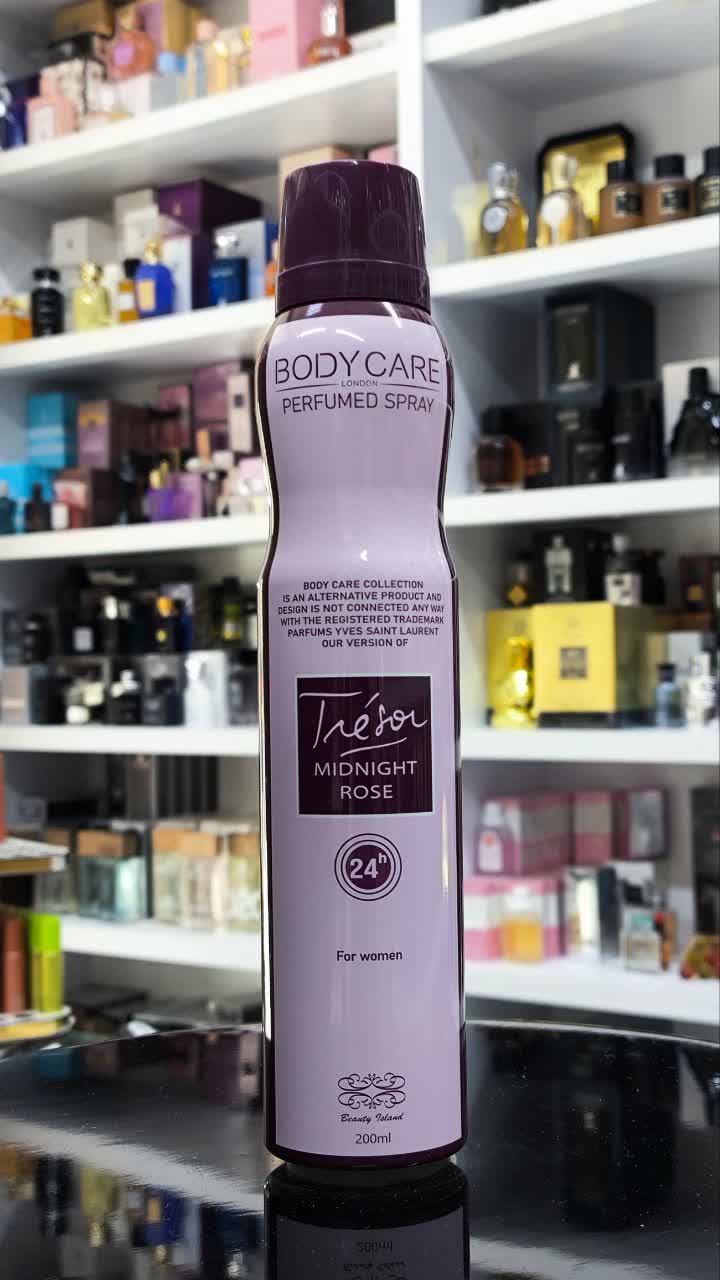 BODY CARE
LONDON
PERFUMED SPRAY
BODY CARE COLLECTION
IS AN ALTERNATIVE PRODUCT AND
DESIGN IS NOT CONNECTED ANY WAY
WITH THE REGISTERED TRADEMARK
PARFUMS YVES SAINT LAURENT
OUR VERSION OF
Trésor
MIDNIGHT
ROSE
24h
For women
Beauty Island
200ml